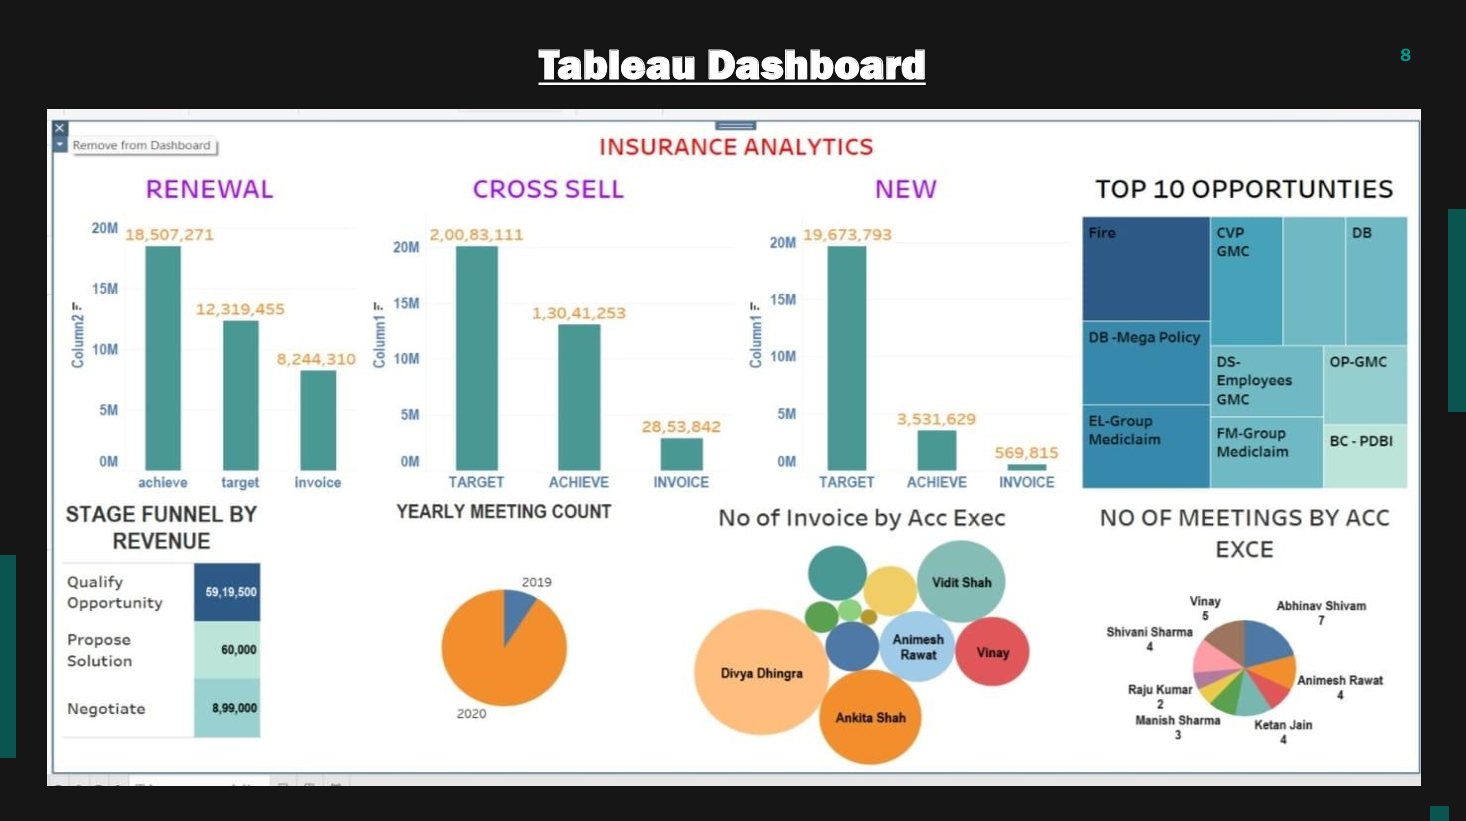 Tableau Dashboard
8
Remove from Dashboard
INSURANCE ANALYTICS
RENEWAL
20M
15M
10M
5M
0M
18,507,271
12,319,455
8,244,310
achieve
target
invoice
CROSS SELL
Column2
20M
15M
10M
5M
0M
2,00,83,111
1,30,41,253
28,53,842
TARGET
ACHIEVE
INVOICE
NEW
Column1
20M
15M
10M
5M
0M
19,673,793
3,531,629
569,815
TARGET
ACHIEVE
INVOICE
Column1
TOP 10 OPPORTUNTIES
Fire
CVP
GMC
DB
DB -Mega Policy
DS-
Employees
GMC
OP-GMC
EL-Group
Mediclaim
FM-Group
Mediclaim
BC - PDBI
STAGE FUNNEL BY
REVENUE
Qualify
Opportunity
59,19,500
Propose
Solution
60,000
Negotiate
8,99,000
YEARLY MEETING COUNT
2019
2020
No of Invoice by Acc Exec
Vidit Shah
Animesh
Rawat
Vinay
Divya Dhingra
Ankita Shah
NO OF MEETINGS BY ACC
EXCE
Vinay
5
Abhinav Shivam
7
Shivani Sharma
4
Animesh Rawat
4
Raju Kumar
2
Manish Sharma
3
Ketan Jain
4